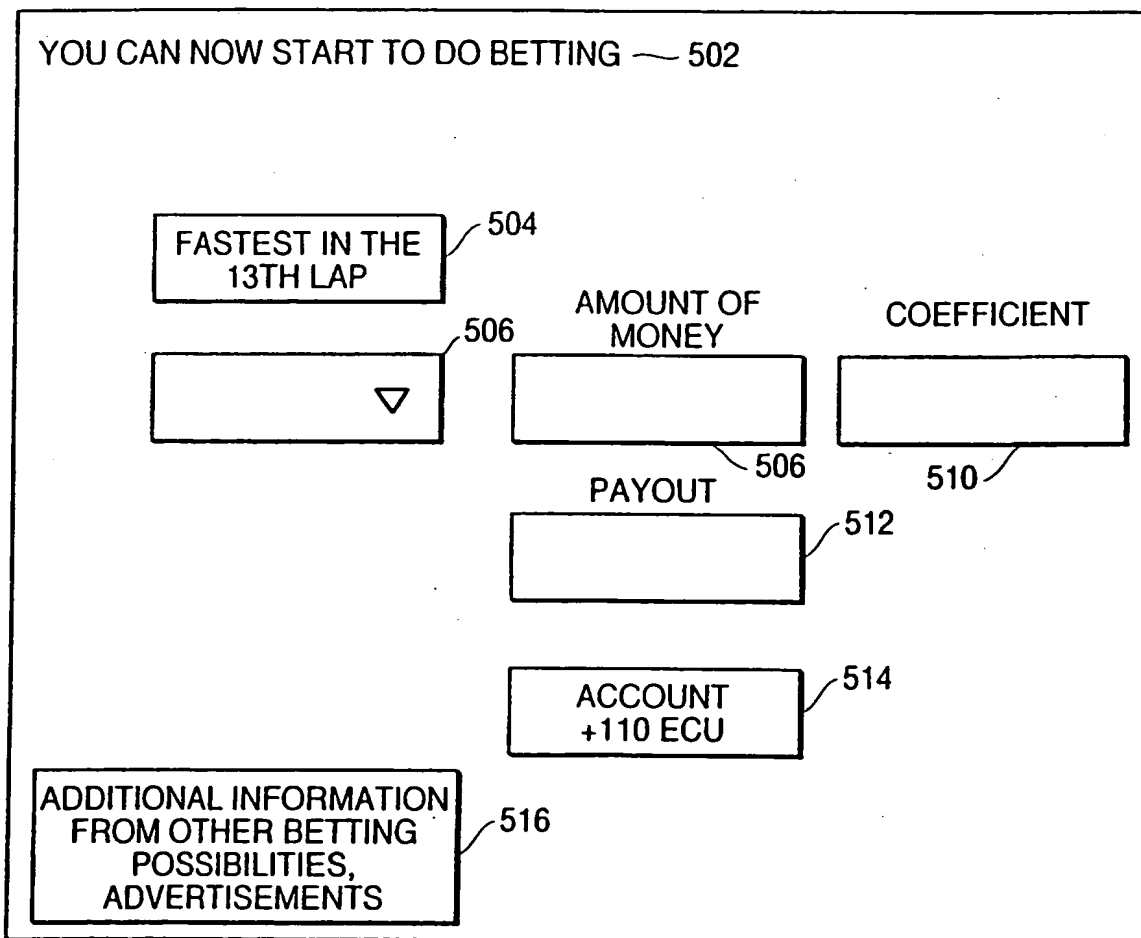 YOU CAN NOW START TO DO BETTING 502
FASTEST IN THE
13TH LAP
504
506
AMOUNT OF
MONEY
COEFFICIENT
506
510
PAYOUT
512
ACCOUNT
+110 ECU
514
ADDITIONAL INFORMATION
FROM OTHER BETTING
POSSIBILITIES,
ADVERTISEMENTS
516